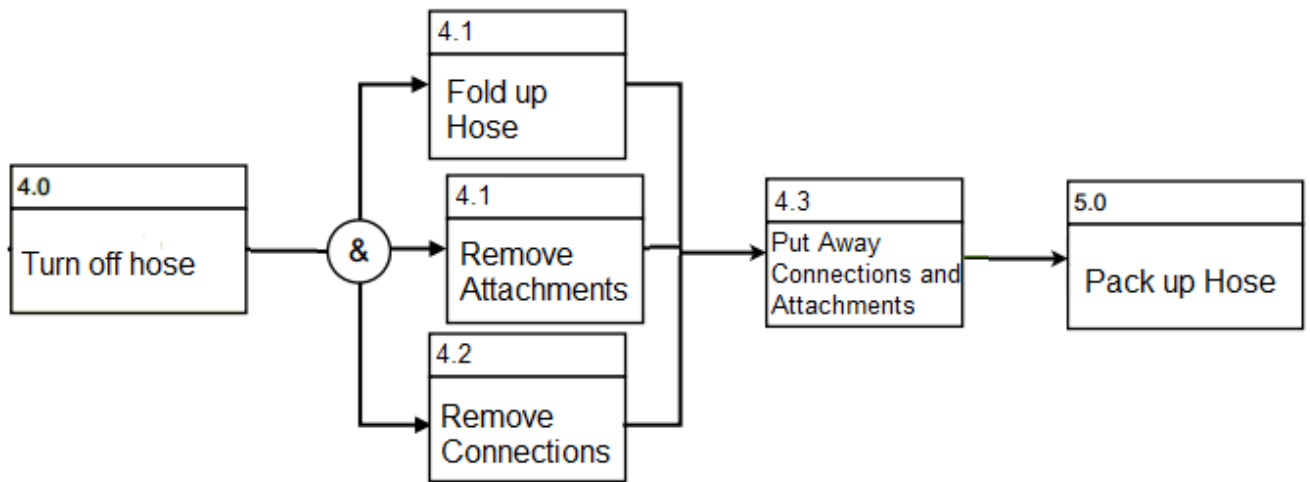 4.0
Turn off hose
&
4.1
Fold up
Hose
4.1
Remove
Attachments
4.2
Remove
Connections
4.3
Put Away
Connections and
Attachments
5.0
Pack up Hose